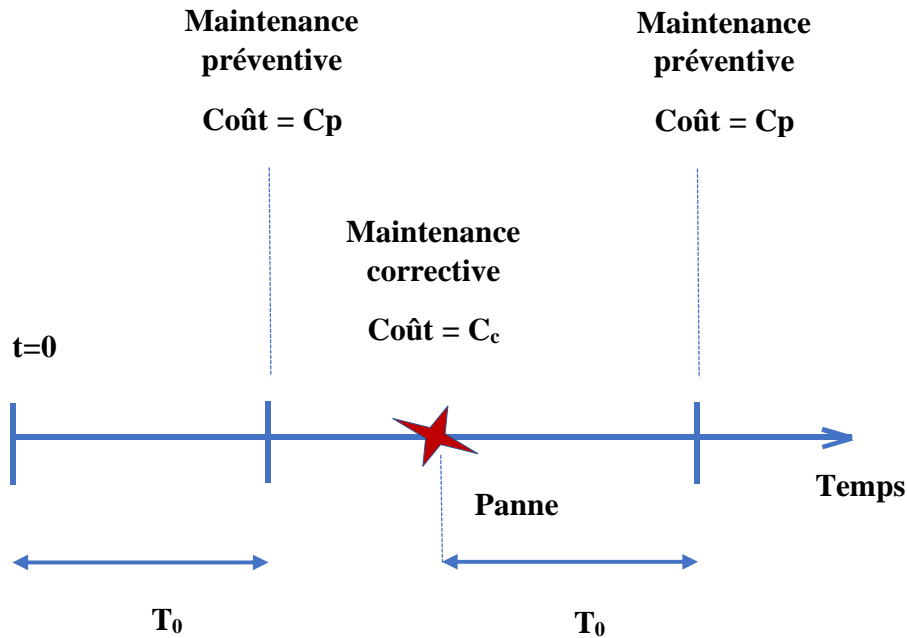 Maintenance
préventive
Coût = Cp
Maintenance
préventive
Coût = Cp
Maintenance
corrective
Coût = Cc
t=0
Temps
Panne
T0
T0